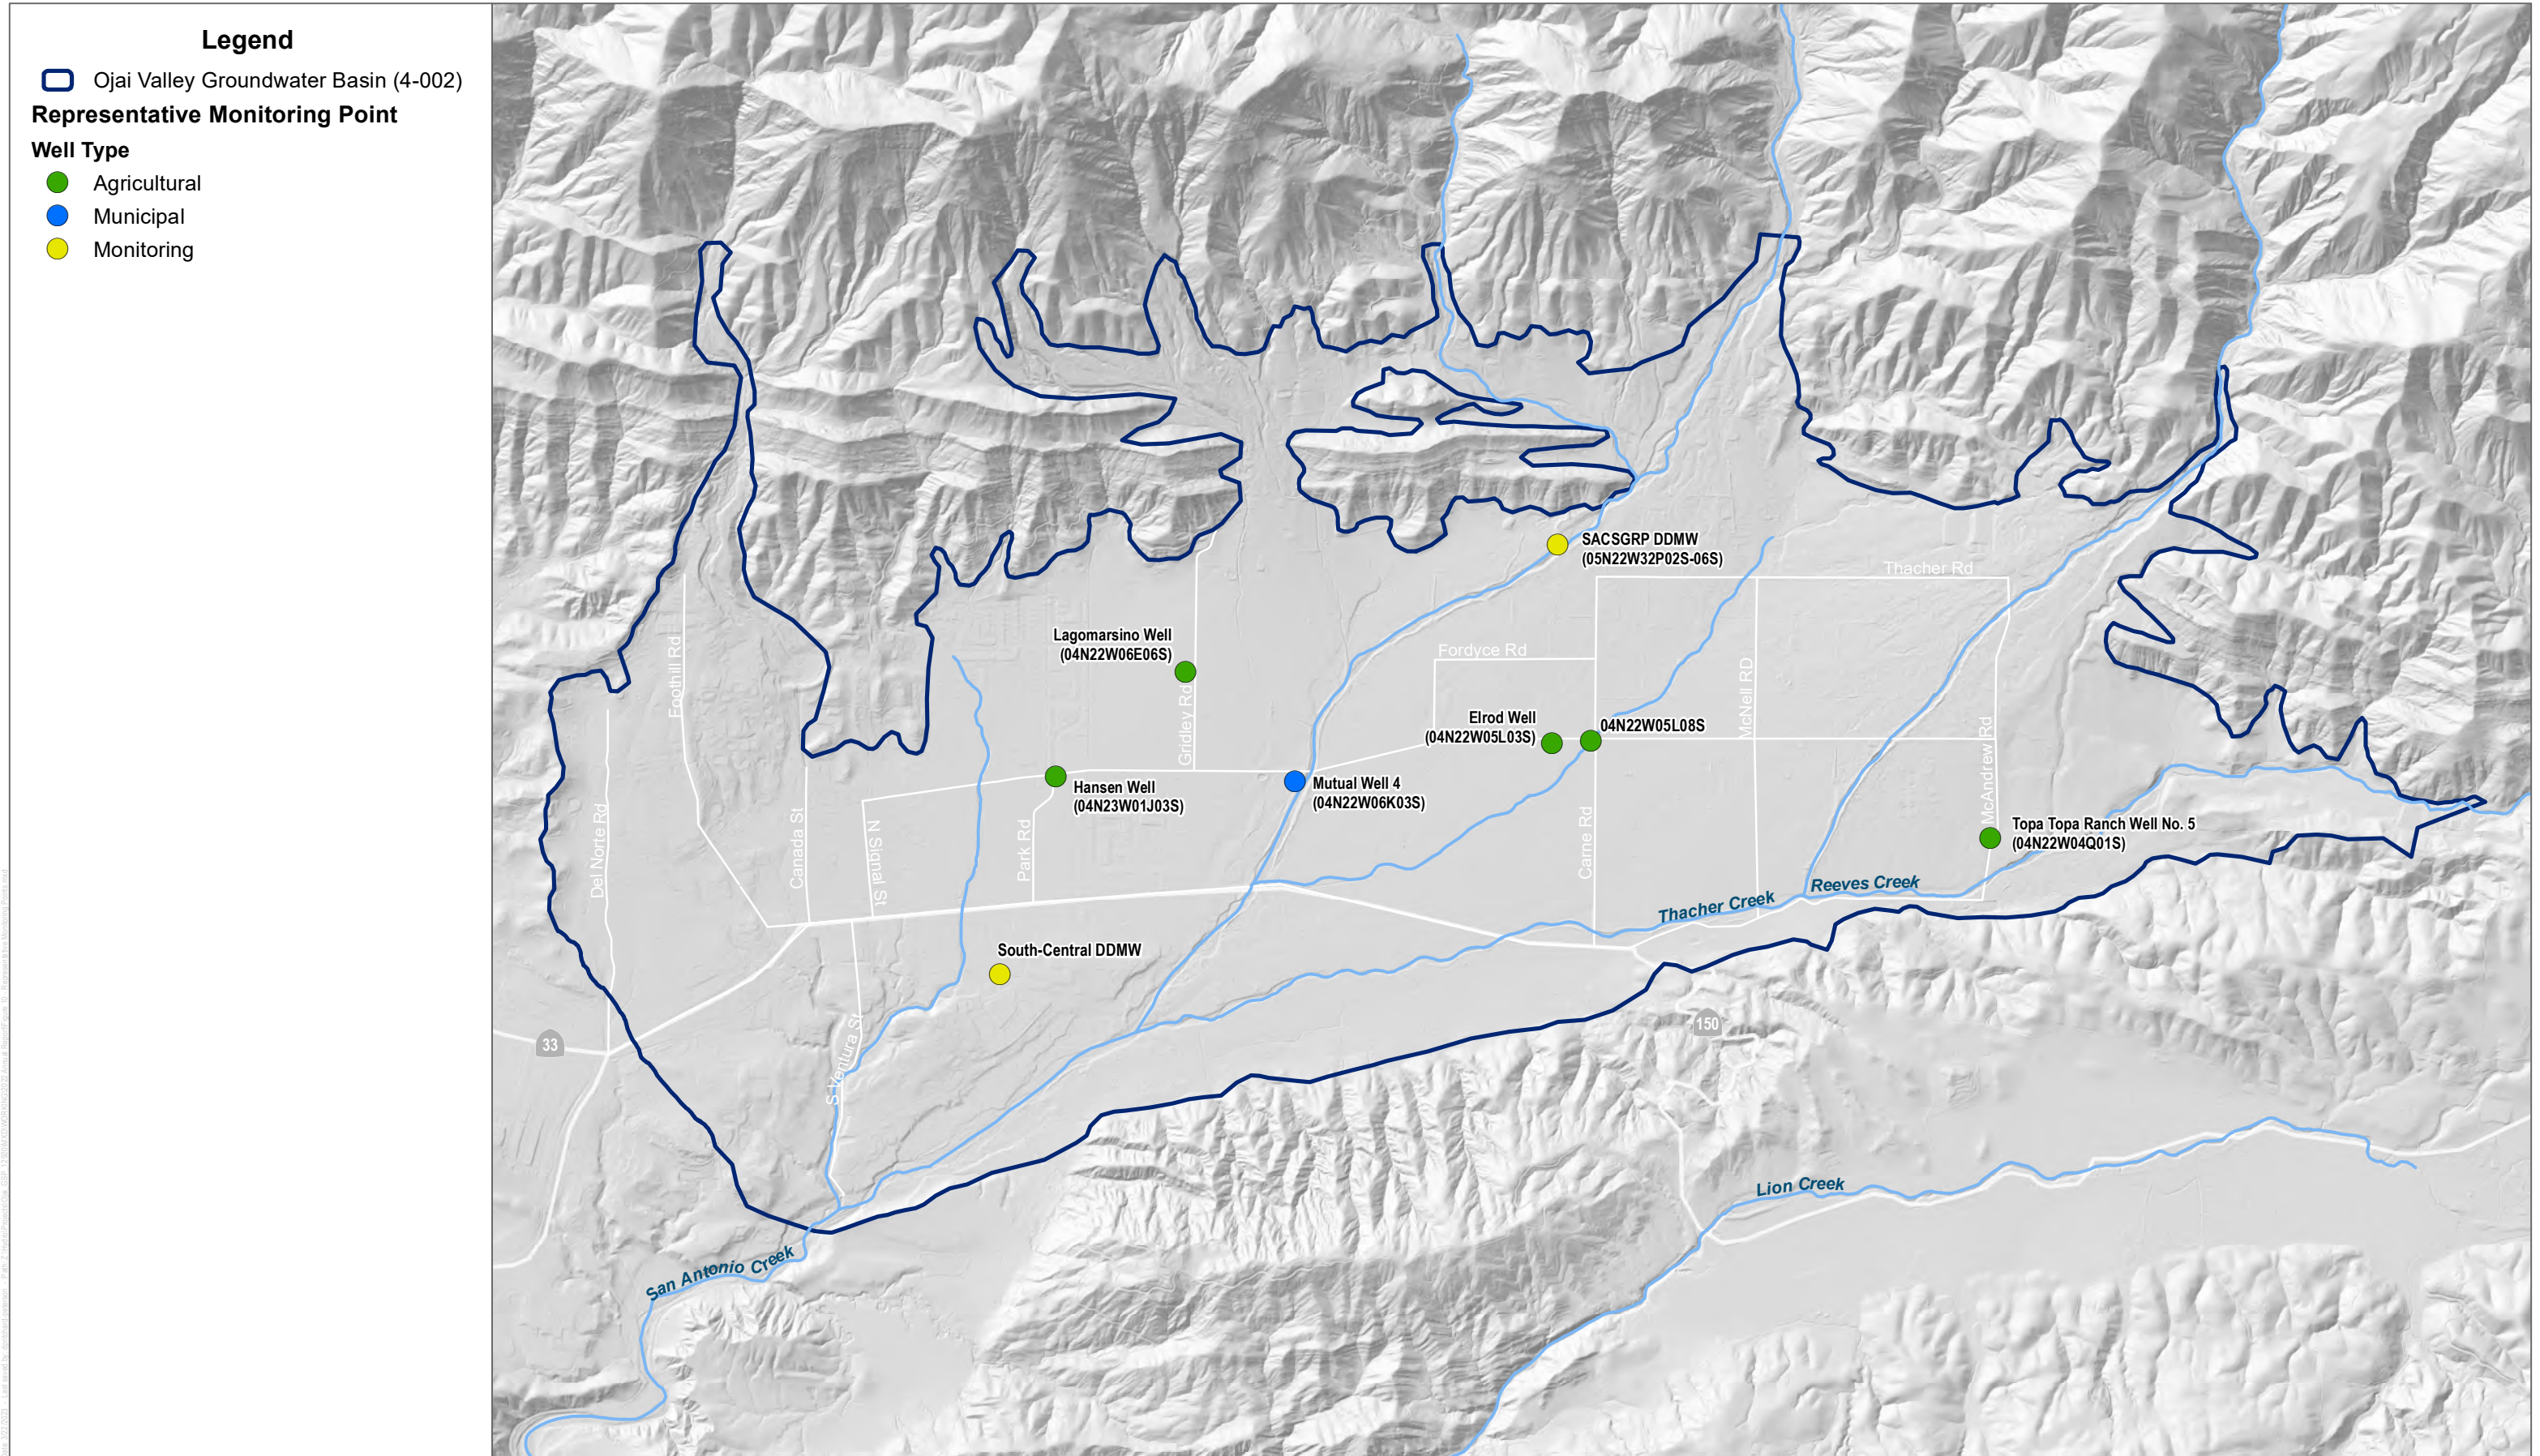 Legend
Ojai Valley Groundwater Basin (4-002)
Representative Monitoring Point
Well Type
Agricultural
Municipal
Monitoring
SACSGRP DDMW
(05N22W32P02S-06S)
Thacher Rd
Lagomarsino Well
(04N22W06E06S)
Fordyce Rd
Foothill Rd
Gridley Rd
McNell RD
Elrod Well
(04N22W05L03S)
04N22W05L08S
McAndrew Rd
Hansen Well
(04N23W01J03S)
Mutual Well 4
(04N22W06K03S)
Del Norte Rd
Canada St
N Signal St
Park Rd
Carne Rd
Topa Topa Ranch Well No. 5
(04N22W04Q01S)
Reeves Creek
Thacher Creek
South-Central DDMW
S Ventura St
33
150
Lion Creek
San Antonio Creek